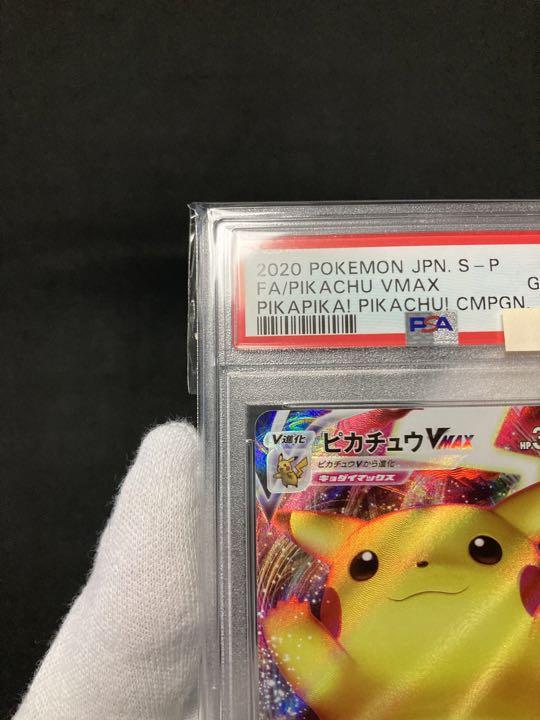 2020 POKEMON JPN. S-P
FA/PIKACHU VMAX G
PIKAPIKA! PIKACHU! CMPGN.
PSA
V進化
ピカチュウVMAX HP 3
ピカチュウVから進化
キョダイマックス